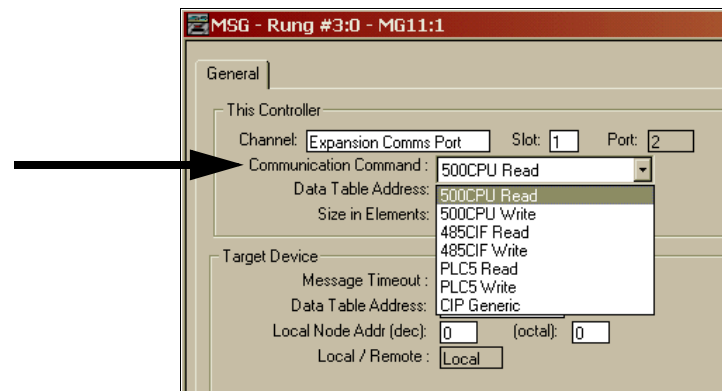 MSG - Rung #3:0 - MG11:1
General
This Controller
Channel: Expansion Comms Port Slot: 1 Port: 2
Communication Command : 500CPU Read
Data Table Address:
500CPU Read
Size in Elements:
500CPU Write
485CIF Read
485CIF Write
PLC5 Read
PLC5 Write
CIP Generic
Target Device
Message Timeout :
Data Table Address:
Local Node Addr (dec): 0 (octal): 0
Local / Remote : Local